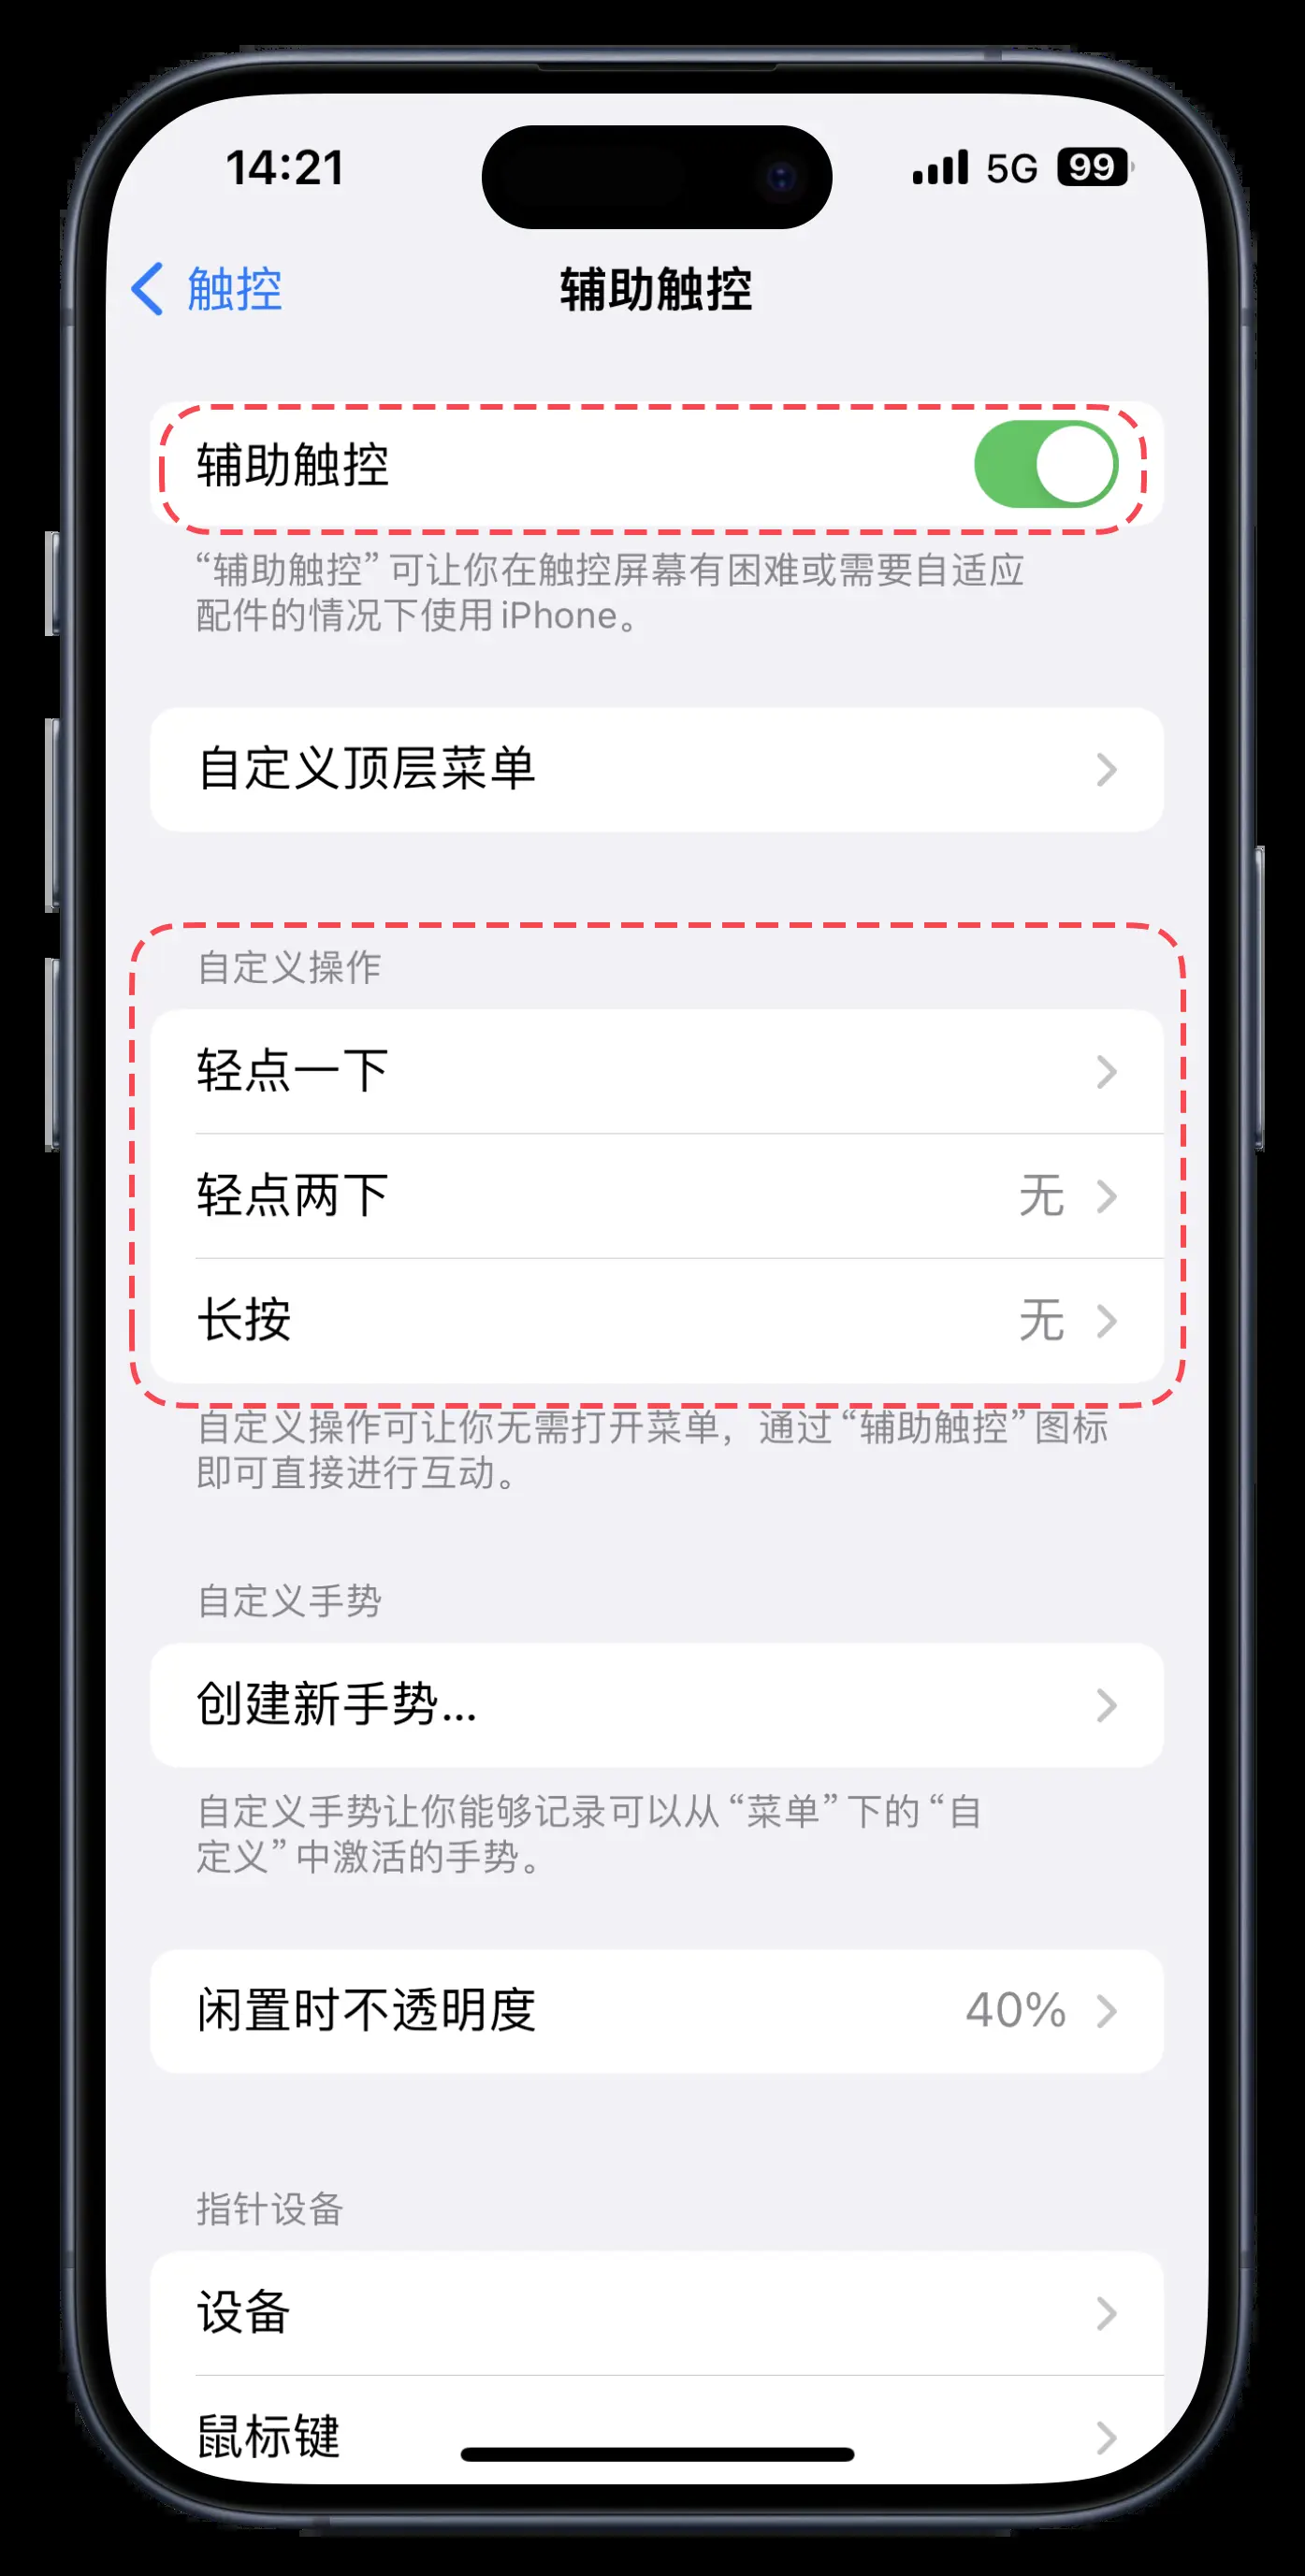 14:21
5G 99
触控
辅助触控
辅助触控
“辅助触控”可让你在触控屏幕有困难或需要自适应
配件的情况下使用 iPhone。
自定义顶层菜单
自定义操作
轻点一下
轻点两下 无
长按 无
自定义操作可让你无需打开菜单，通过“辅助触控”图标
即可直接进行互动。
自定义手势
创建新手势...
自定义手势让你能够记录可以从“菜单”下的“自
定义”中激活的手势。
闲置时不透明度 40%
指针设备
设备
鼠标键